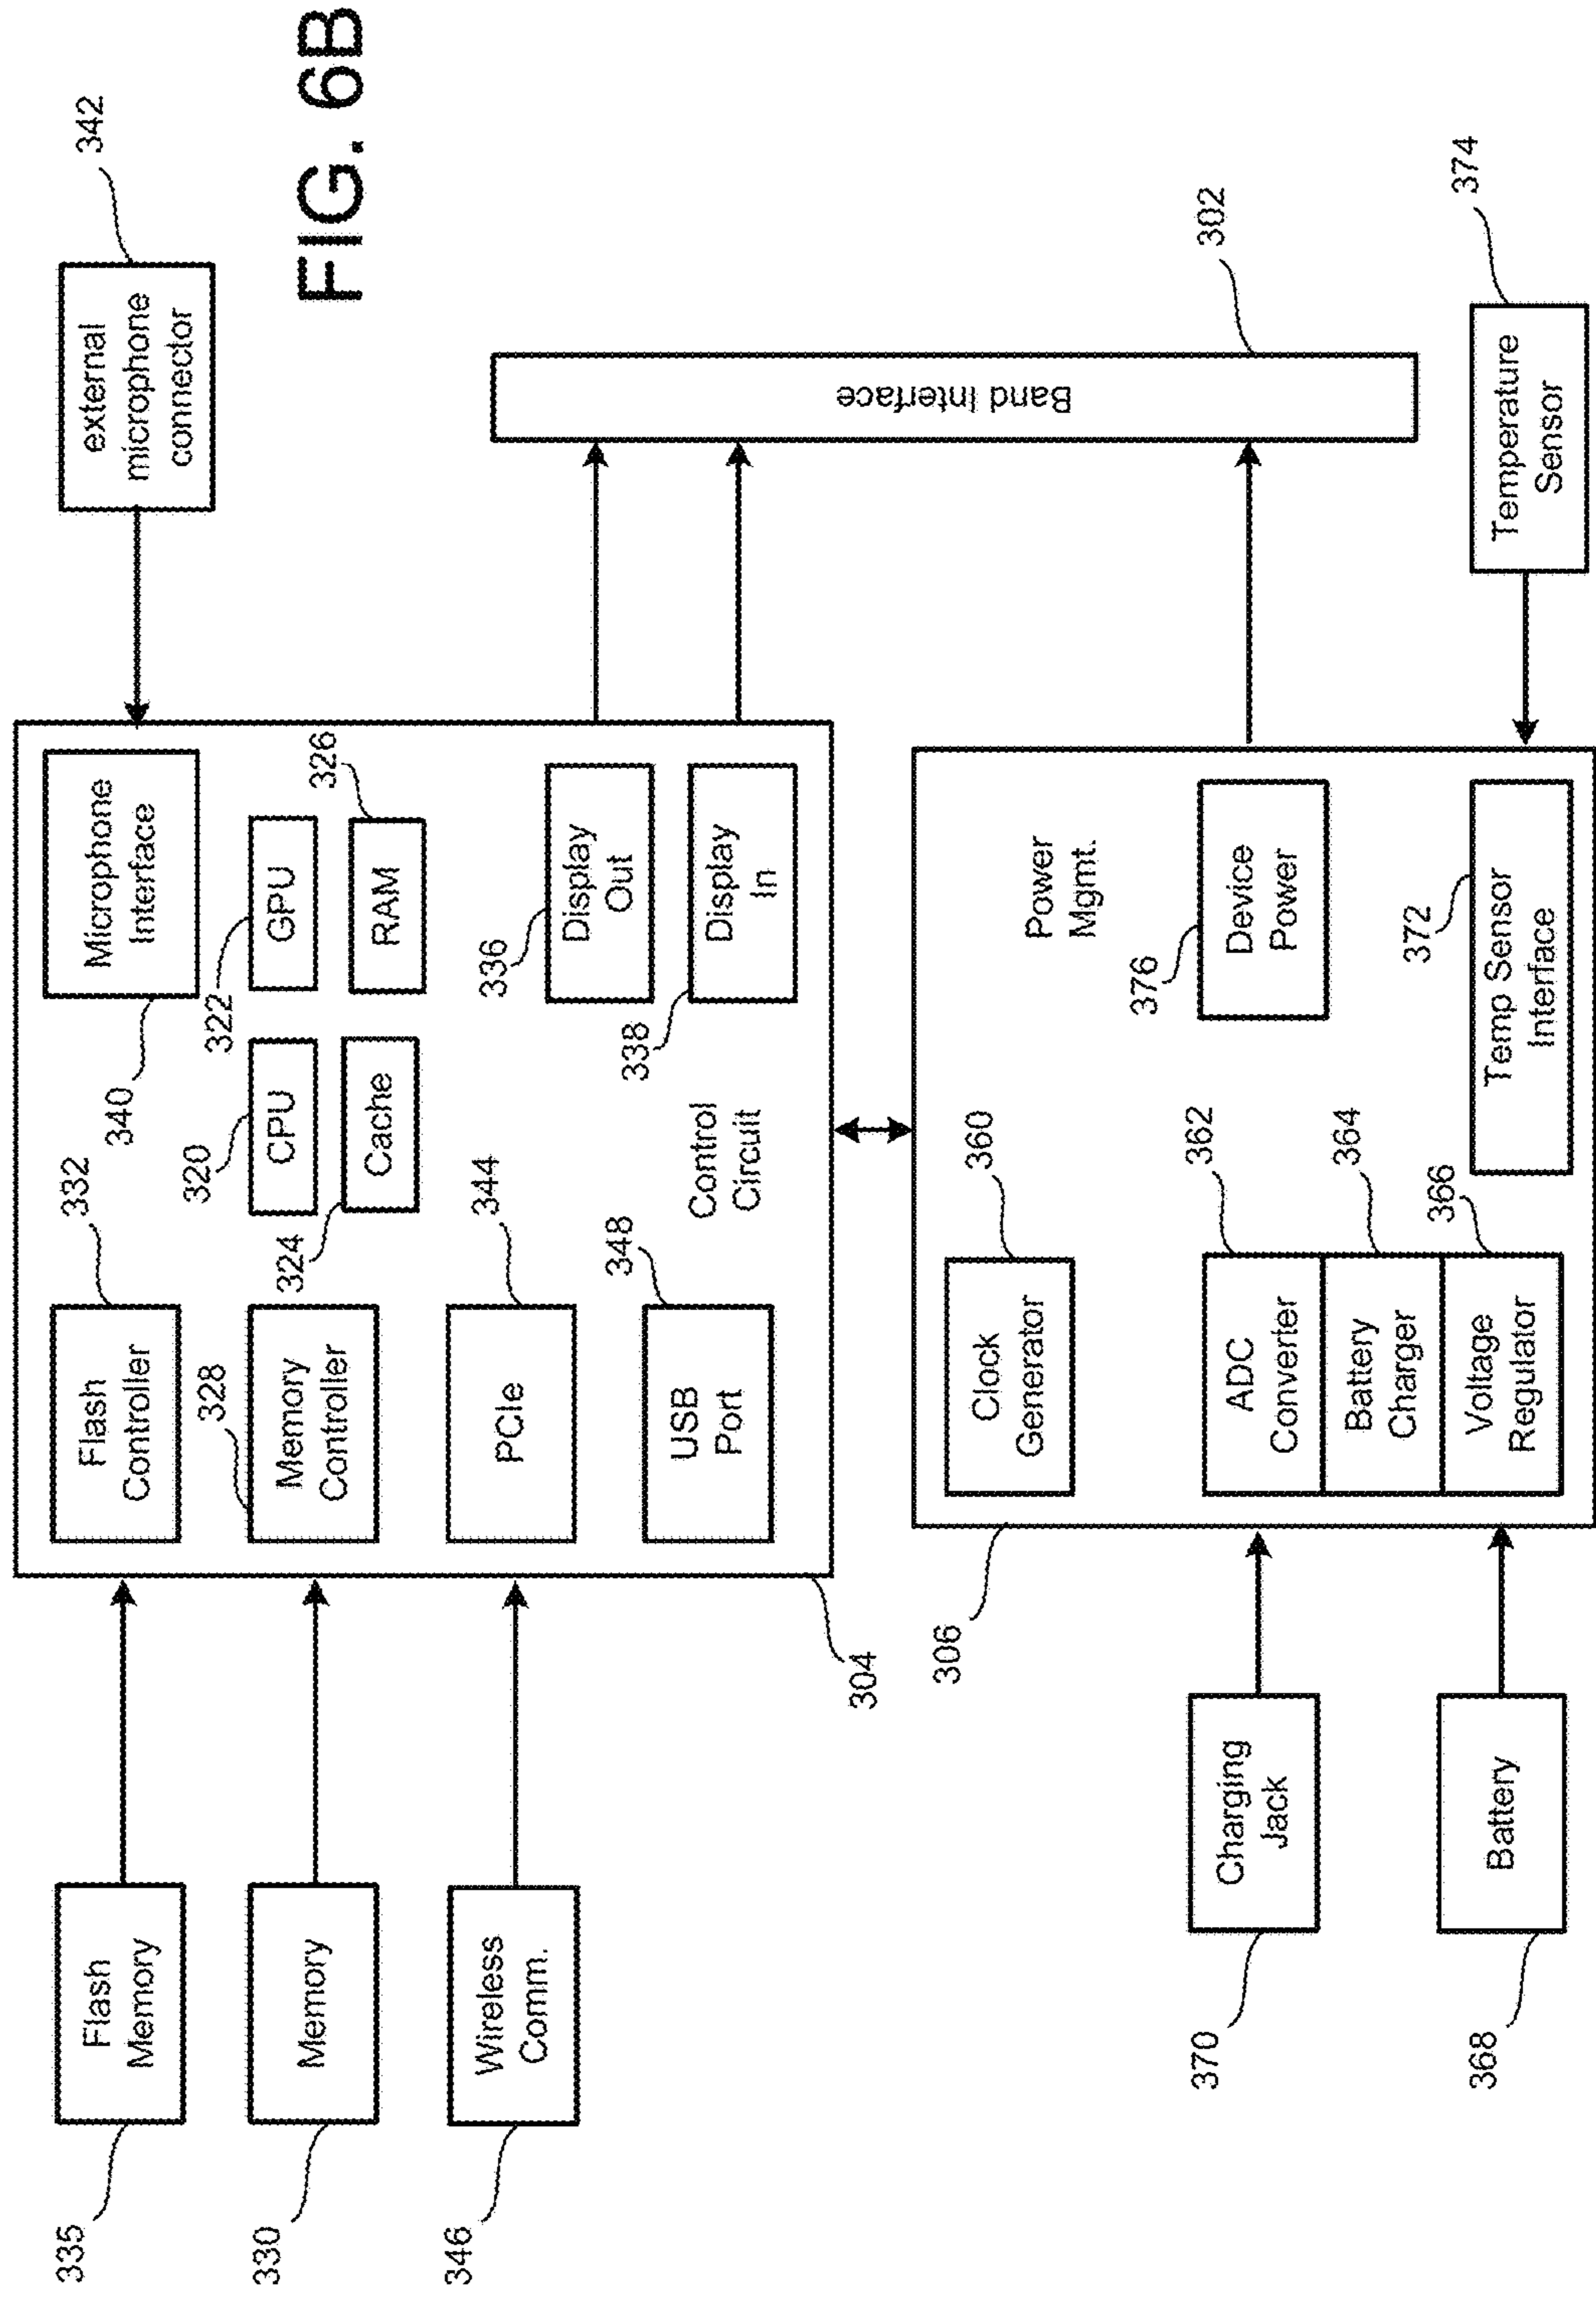 FIG. 6B
335
Flash
Memory
330
Memory
346
Wireless
Comm.
304
332
Flash
Controller
328
Memory
Controller
344
PCIe
348
USB
Port
340
Microphone
Interface
320
CPU
322
GPU
324
Cache
326
RAM
336
Display
Out
338
Display
In
Control
Circuit
342
external
microphone
connector
302
Band Interface
306
360
Clock
Generator
362
ADC
Converter
364
Battery
Charger
366
Voltage
Regulator
Power
Mgmt.
376
Device
Power
372
Temp Sensor
Interface
374
Temperature
Sensor
370
Charging
Jack
368
Battery